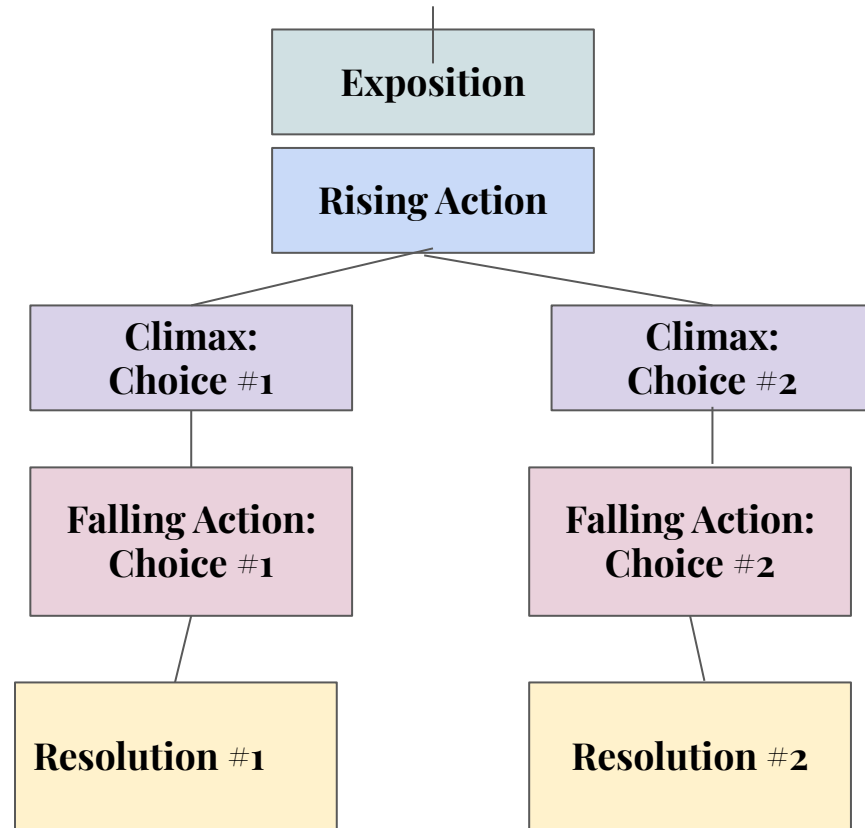 Exposition
Rising Action
Climax:
Choice #1
Climax:
Choice #2
Falling Action:
Choice #1
Falling Action:
Choice #2
Resolution #1
Resolution #2